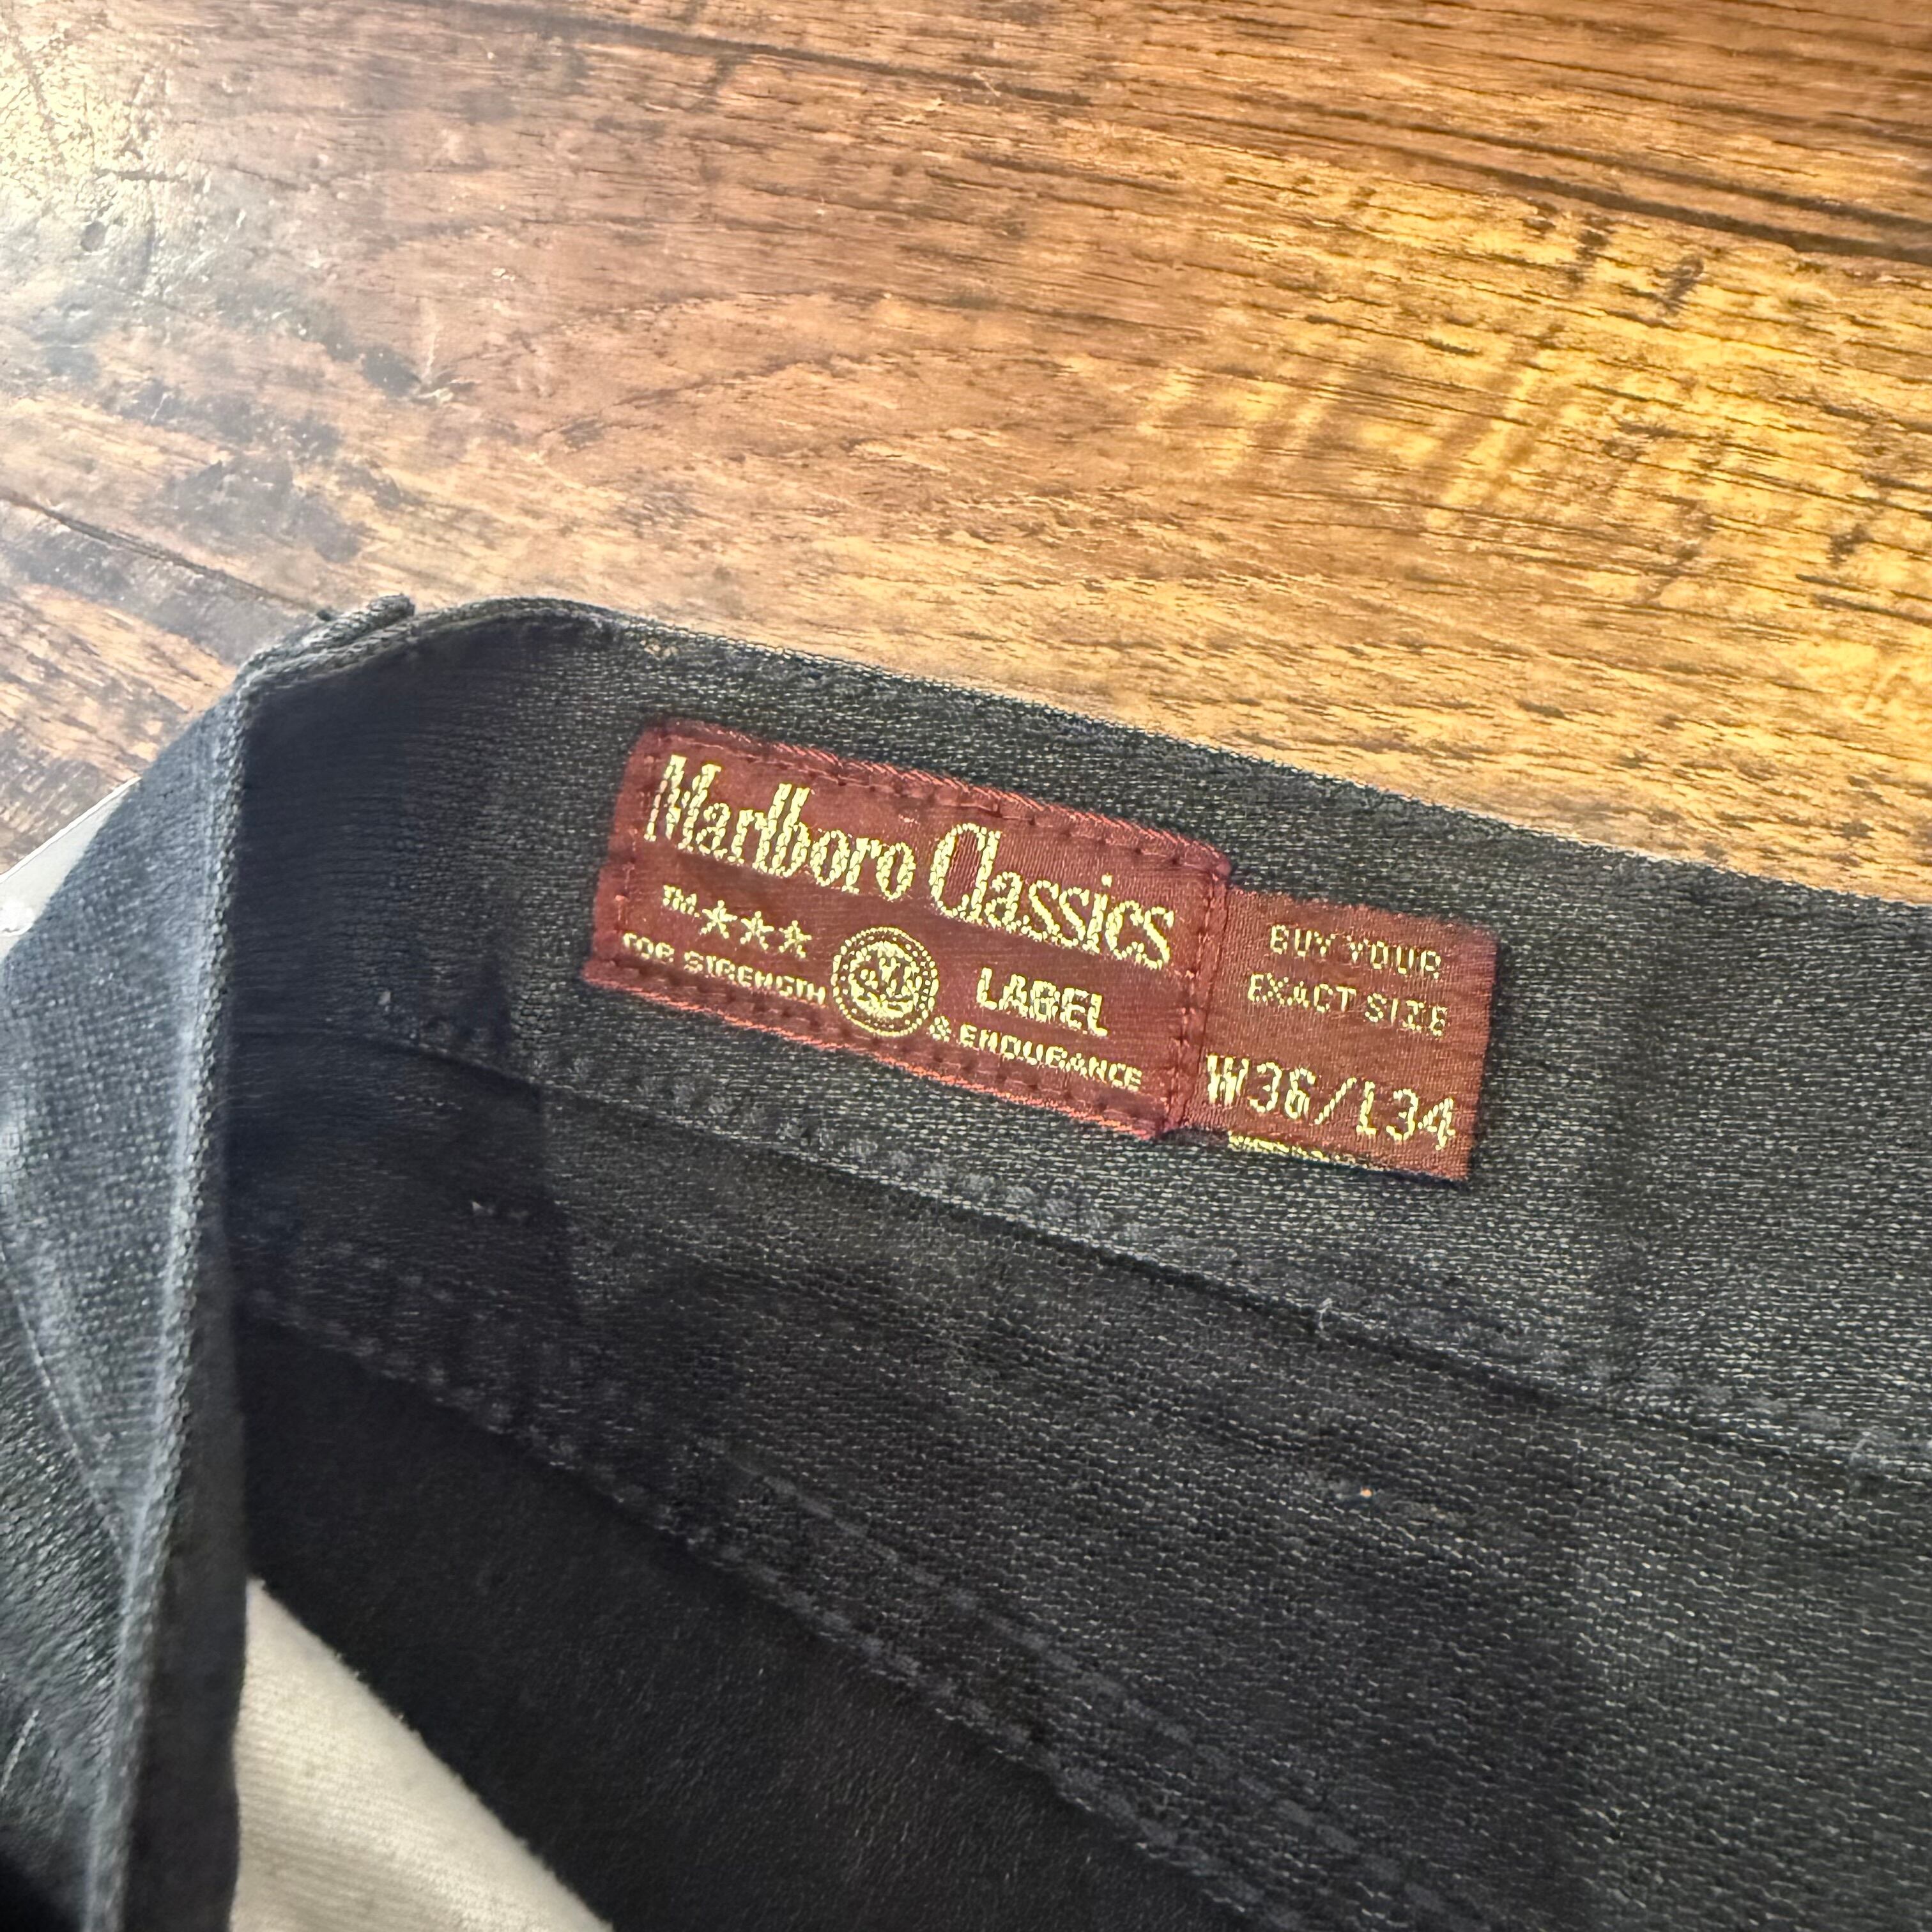 Marlboro Classics
TM. ★★★ LABEL
FOR STRENGTH & ENDURANCE
BUY YOUR
EXACT SIZE
W36/L34